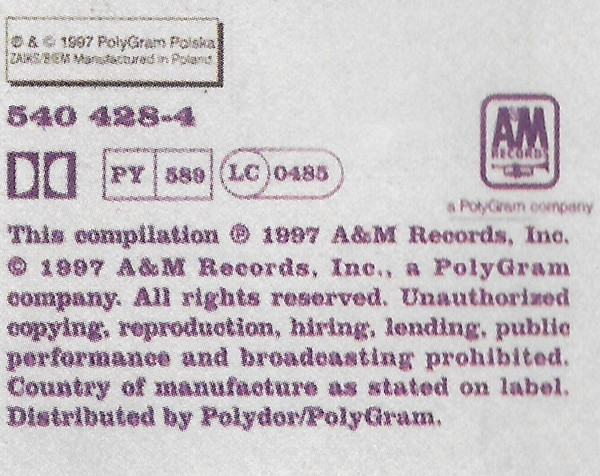 ℗ & © 1997 PolyGram Polska
ZAIKS/BIEM Manufactured in Poland
540 428-4
PY 589 LC 0485
A&M
RECORDS
a PolyGram company
This compilation ℗ 1997 A&M Records, Inc.
© 1997 A&M Records, Inc., a PolyGram
company. All rights reserved. Unauthorized
copying, reproduction, hiring, lending, public
performance and broadcasting prohibited.
Country of manufacture as stated on label.
Distributed by Polydor/PolyGram.